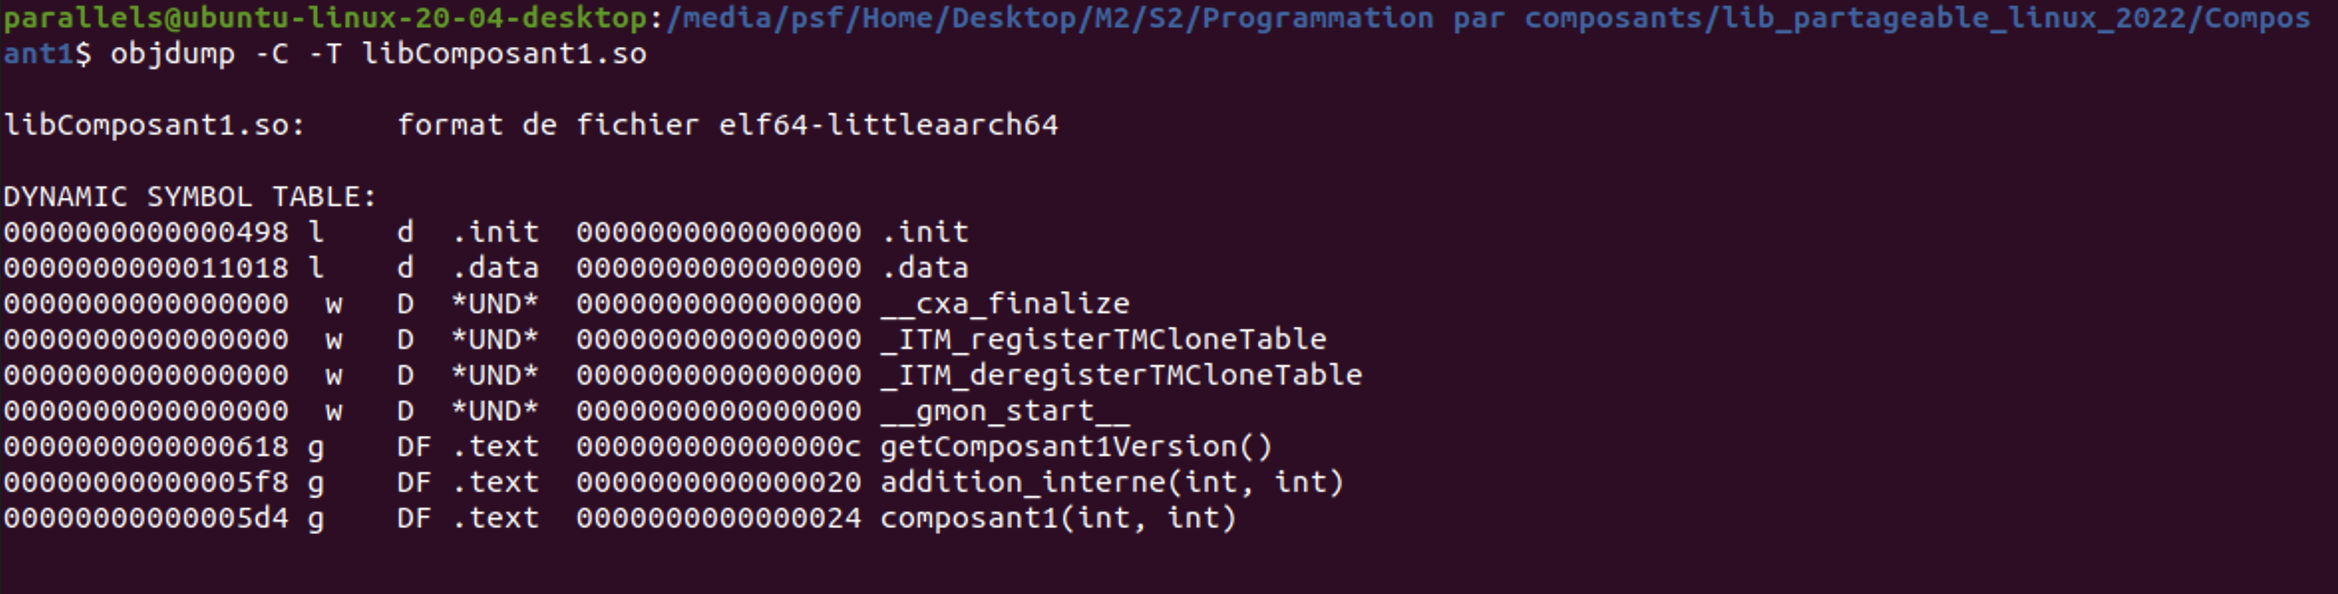 parallels@ubuntu-linux-20-04-desktop:/media/psf/Home/Desktop/M2/S2/Programmation par composants/lib_partageable_linux_2022/Compos
ant1$ objdump -C -T libComposant1.so
libComposant1.so:     format de fichier elf64-littleaarch64
DYNAMIC SYMBOL TABLE:
0000000000000498 l    d  .init  0000000000000000 .init
0000000000011018 l    d  .data  0000000000000000 .data
0000000000000000  w   D  *UND*  0000000000000000 __cxa_finalize
0000000000000000  w   D  *UND*  0000000000000000 _ITM_registerTMCloneTable
0000000000000000  w   D  *UND*  0000000000000000 _ITM_deregisterTMCloneTable
0000000000000000  w   D  *UND*  0000000000000000 __gmon_start__
0000000000000618 g    DF .text  000000000000000c getComposant1Version()
00000000000005f8 g    DF .text  0000000000000020 addition_interne(int, int)
00000000000005d4 g    DF .text  0000000000000024 composant1(int, int)